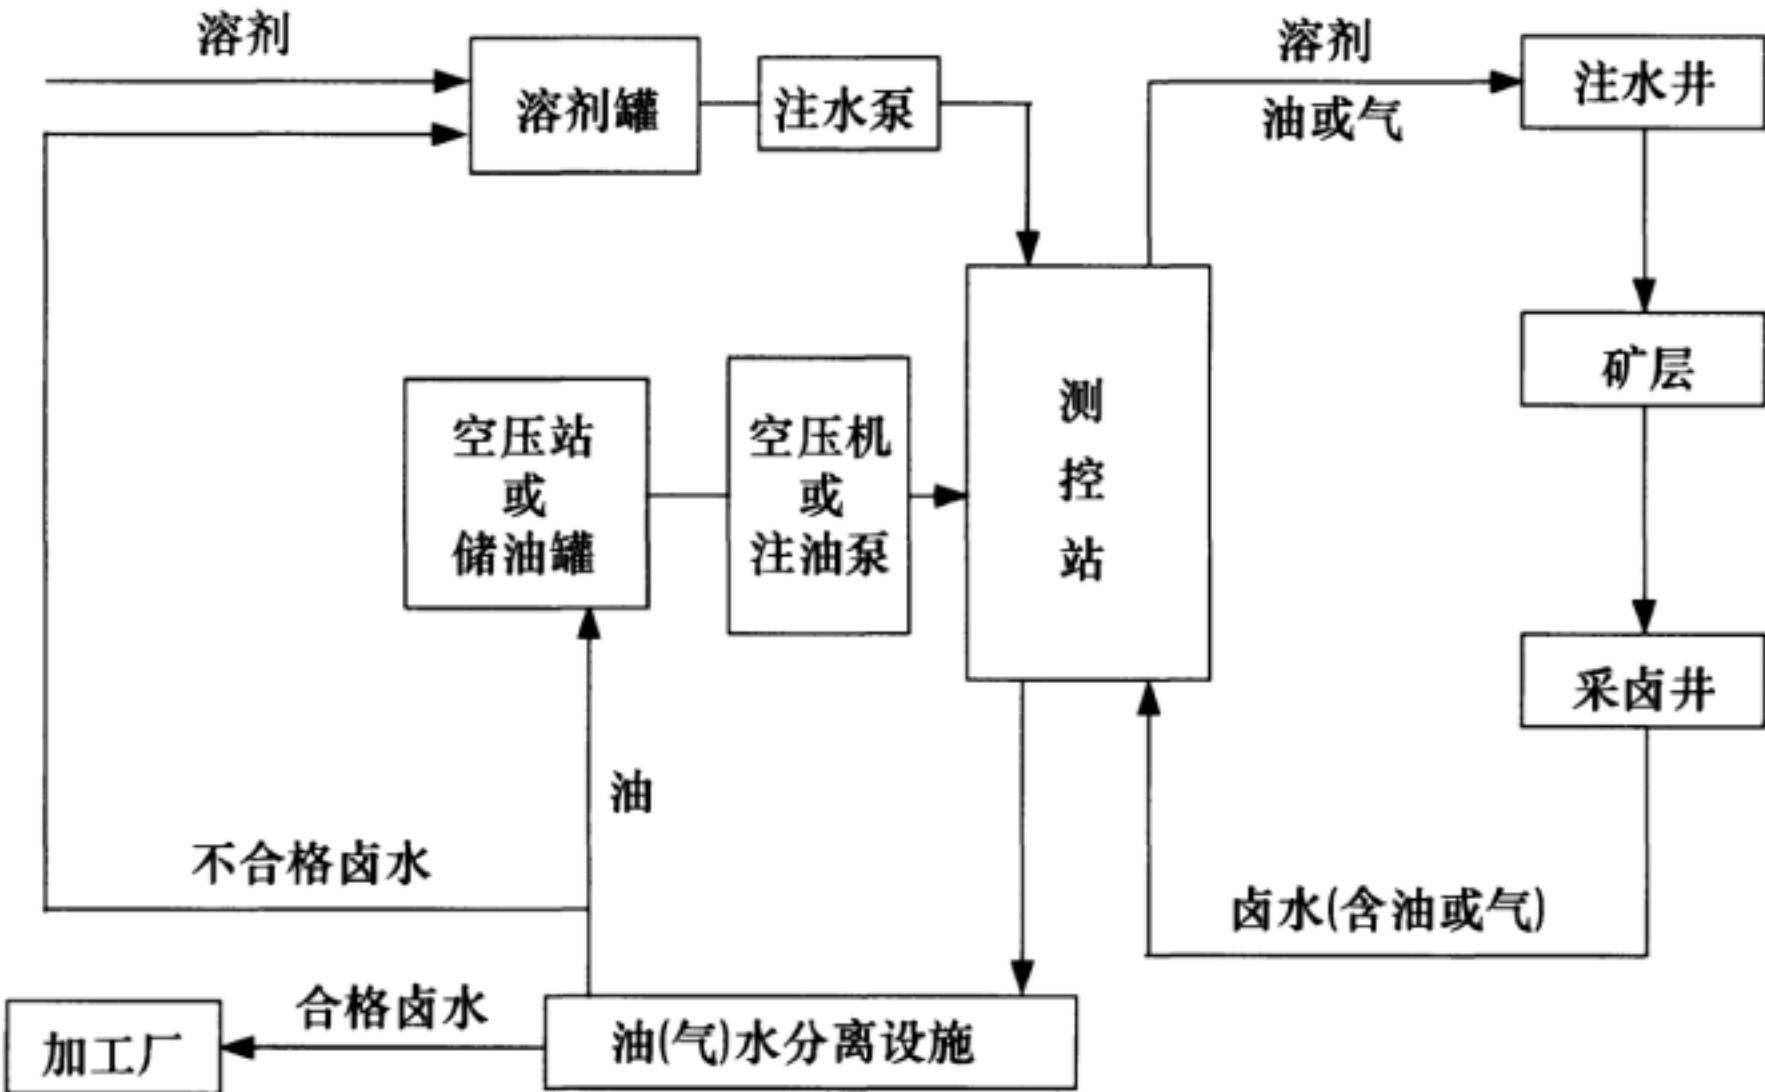 溶剂
溶剂罐
注水泵
溶剂
油或气
注水井
空压站
或
储油罐
空压机
或
注油泵
测
控
站
矿层
采卤井
油
不合格卤水
卤水(含油或气)
合格卤水
加工厂
油(气)水分离设施